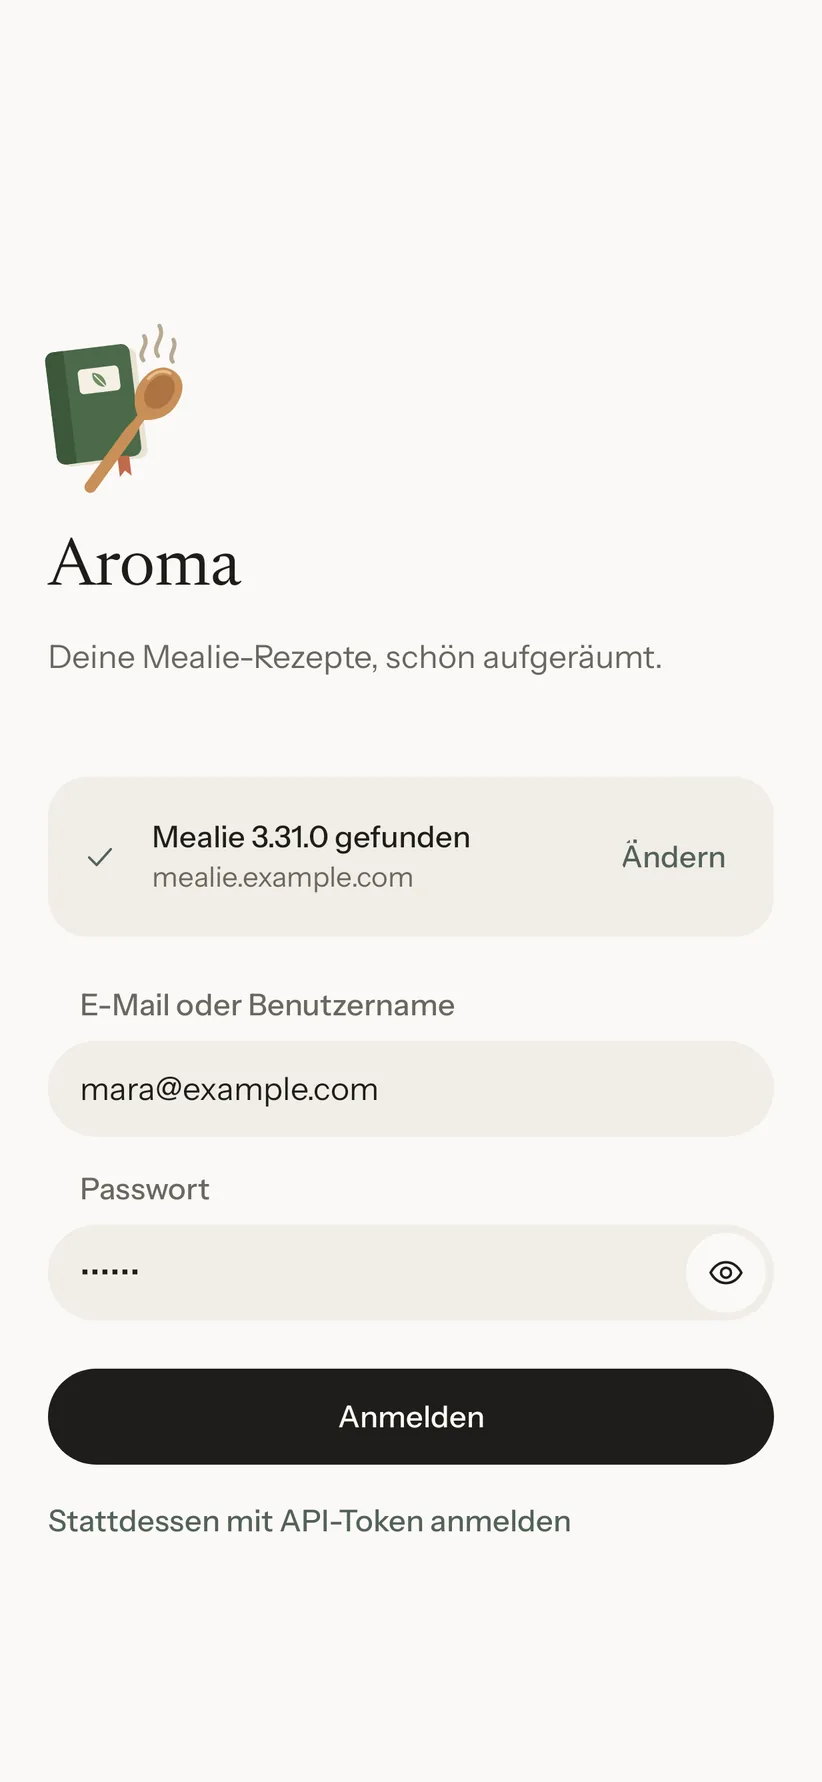 Aroma
Deine Mealie-Rezepte, schön aufgeräumt.
Mealie 3.31.0 gefunden
mealie.example.com
Ändern
E-Mail oder Benutzername
mara@example.com
Passwort
••••••
Anmelden
Stattdessen mit API-Token anmelden